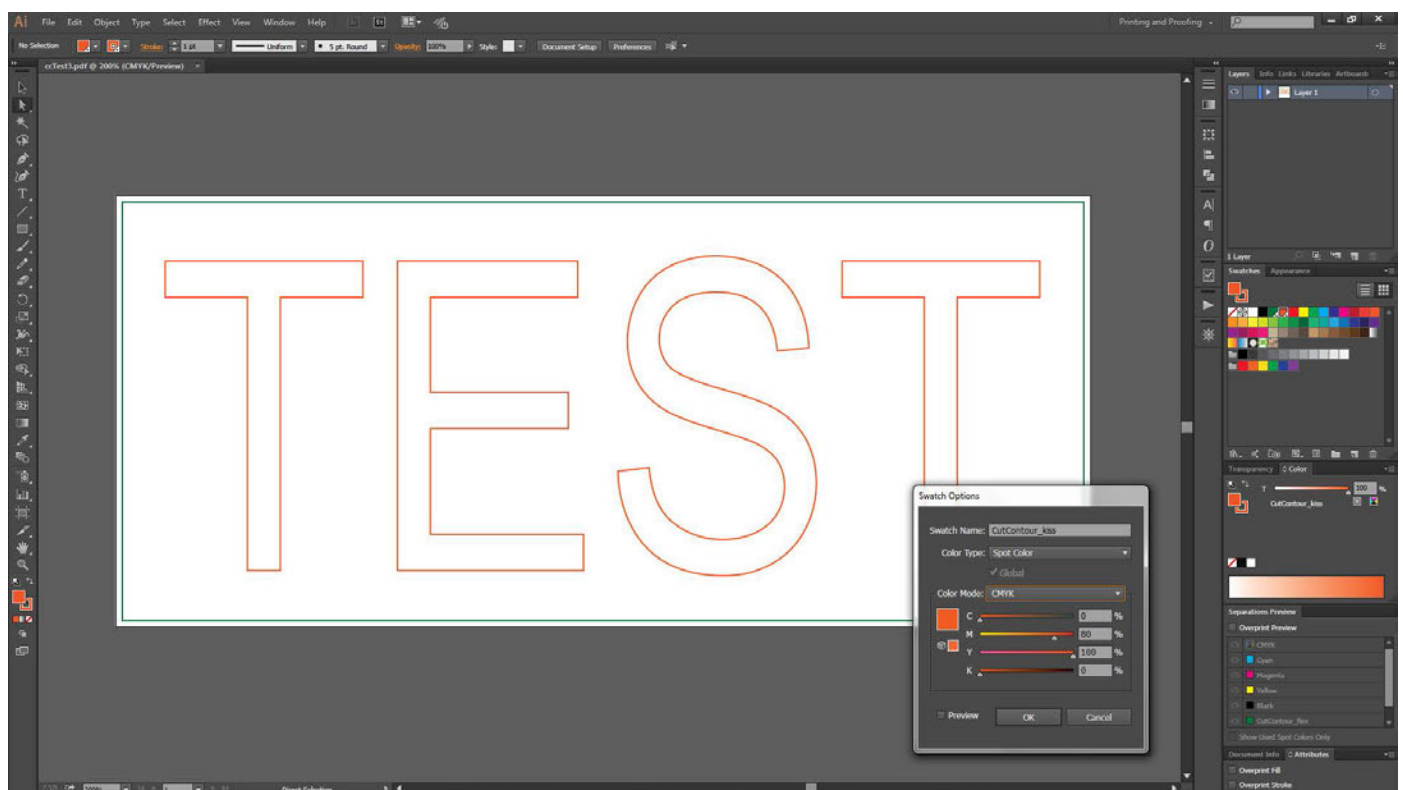 Ai File Edit Object Type Select Effect View Window Help Br Printing and Proofing
No Selection Stroke: 1 pt Uniform 5 pt. Round Opacity: 100% Style: Document Setup Preferences
ccTest3.pdf @ 200% (CMYK/Preview) ×
Layers Info Links Libraries Artboards
Layer 1
TEST
1 Layer
Swatches Appearance
Transparency Color
T 100 %
CutContour_kiss
Swatch Options
Swatch Name: CutContour_kiss
Color Type: Spot Color
Global
Color Mode: CMYK
C 0 %
M 80 %
Y 100 %
K 0 %
Preview OK Cancel
Separations Preview
Overprint Preview
CMYK
Cyan
Magenta
Yellow
Black
CutContour_flex
Show Used Spot Colors Only
Document Info Attributes
Overprint Fill
Overprint Stroke
200% 1 Direct Selection